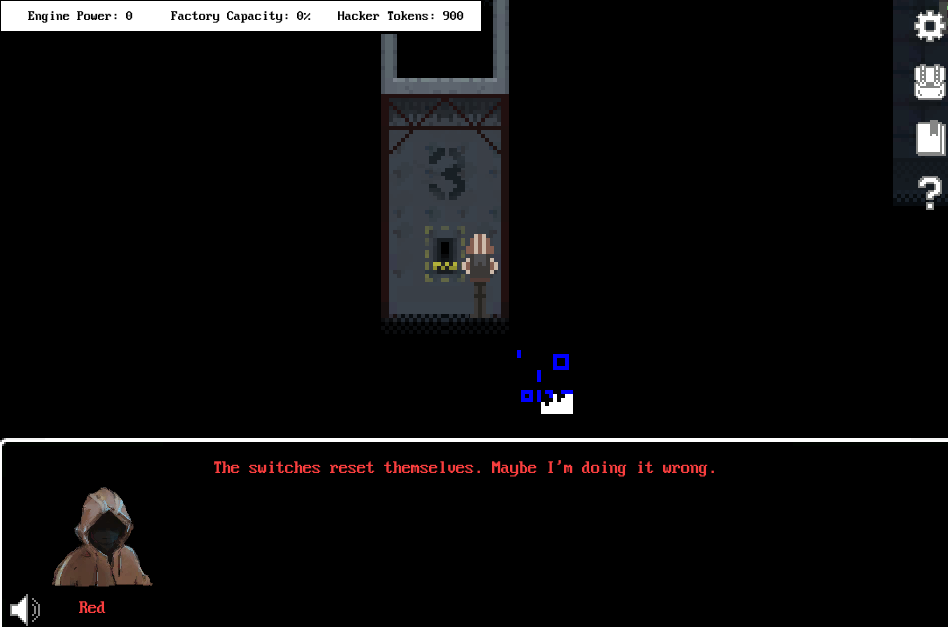 Engine Power: 0 Factory Capacity: 0% Hacker Tokens: 900
3
?
The switches reset themselves. Maybe I'm doing it wrong.
Red